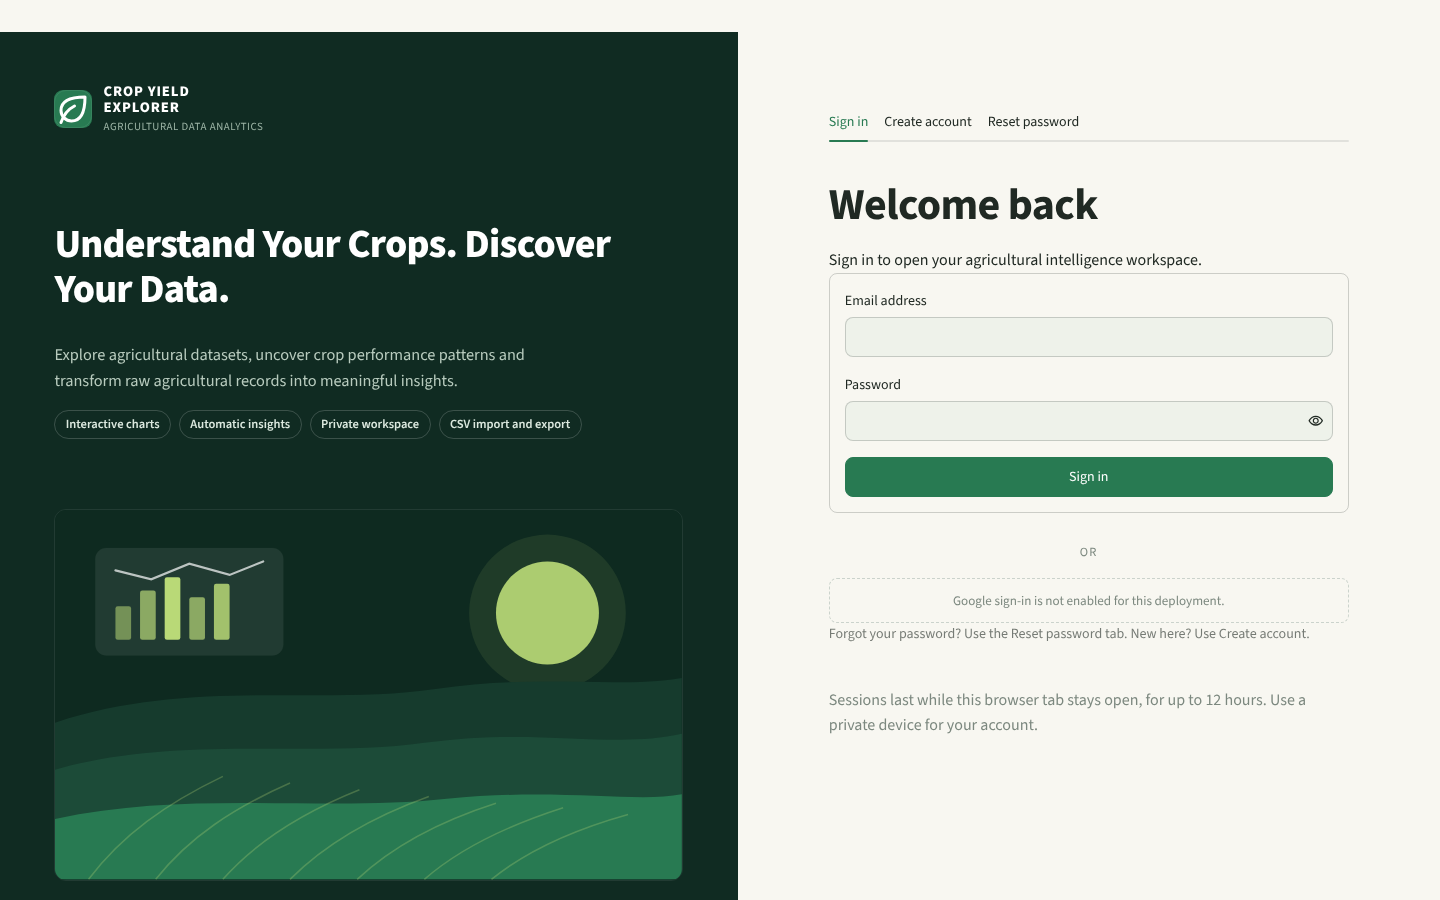 CROP YIELD
EXPLORER
AGRICULTURAL DATA ANALYTICS
Understand Your Crops. Discover
Your Data.
Explore agricultural datasets, uncover crop performance patterns and
transform raw agricultural records into meaningful insights.
Interactive charts
Automatic insights
Private workspace
CSV import and export
Sign in
Create account
Reset password
Welcome back
Sign in to open your agricultural intelligence workspace.
Email address
Password
Sign in
OR
Google sign-in is not enabled for this deployment.
Forgot your password? Use the Reset password tab. New here? Use Create account.
Sessions last while this browser tab stays open, for up to 12 hours. Use a
private device for your account.